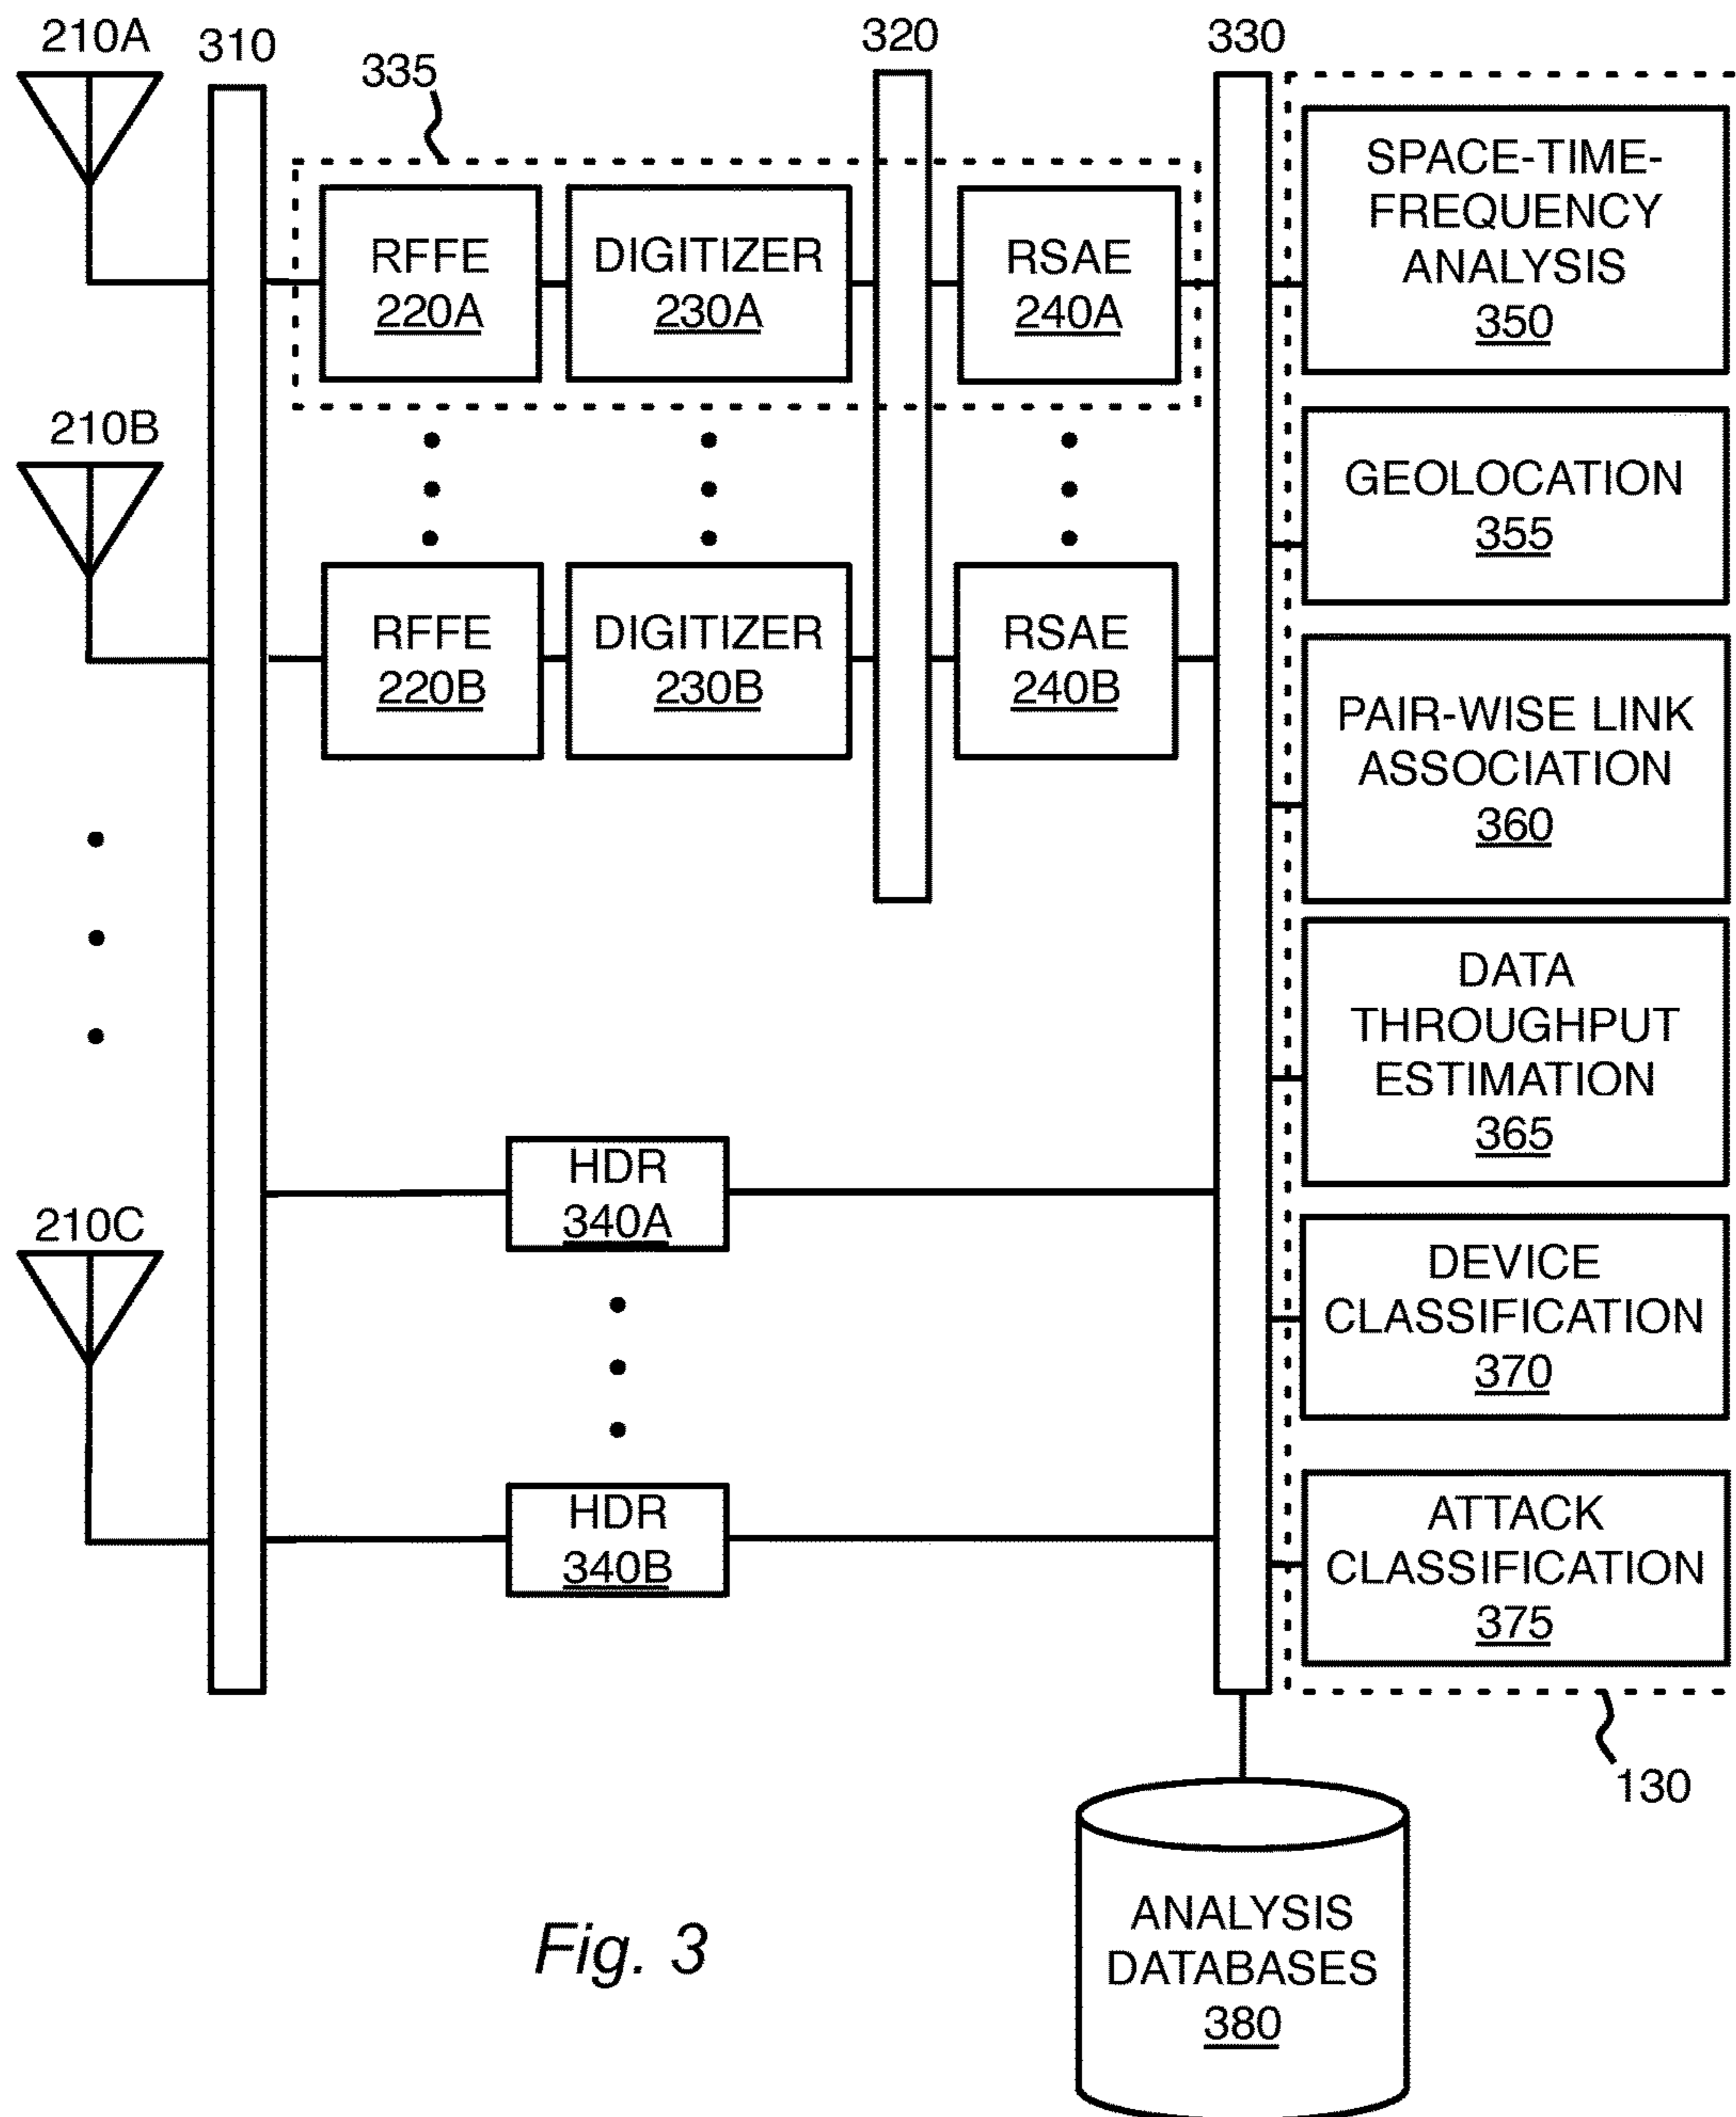 210A
310
335
320
330
RFFE
220A
DIGITIZER
230A
RSAE
240A
SPACE-TIME-
FREQUENCY
ANALYSIS
350
210B
GEOLOCATION
355
RFFE
220B
DIGITIZER
230B
RSAE
240B
PAIR-WISE LINK
ASSOCIATION
360
DATA
THROUGHPUT
ESTIMATION
365
HDR
340A
210C
DEVICE
CLASSIFICATION
370
HDR
340B
ATTACK
CLASSIFICATION
375
130
ANALYSIS
DATABASES
380
Fig. 3